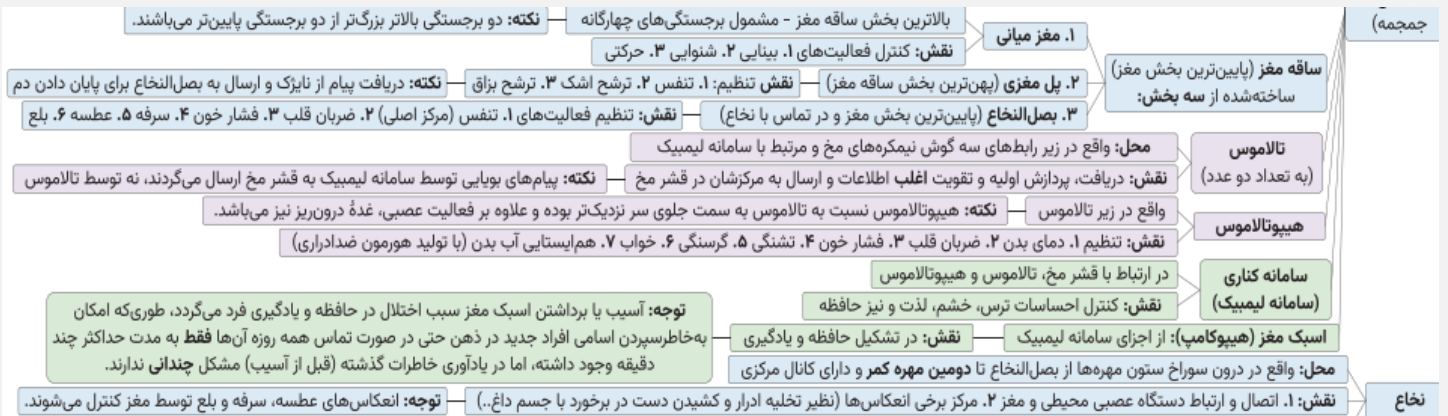 جمجمه)
ساقه مغز (پایین‌ترین بخش مغز)
ساخته‌شده از سه بخش:
۱. مغز میانی
بالاترین بخش ساقه مغز - مشمول برجستگی‌های چهارگانه
نکته: دو برجستگی بالاتر بزرگ‌تر از دو برجستگی پایین‌تر می‌باشند.
نقش: کنترل فعالیت‌های ۱. بینایی ۲. شنوایی ۳. حرکتی
۲. پل مغزی (پهن‌ترین بخش ساقه مغز)
نقش تنظیم: ۱. تنفس ۲. ترشح اشک ۳. ترشح بزاق
نکته: دریافت پیام از نایژک و ارسال به بصل‌النخاع برای پایان دادن دم
۳. بصل‌النخاع (پایین‌ترین بخش مغز و در تماس با نخاع)
نقش: تنظیم فعالیت‌های ۱. تنفس (مرکز اصلی) ۲. ضربان قلب ۳. فشار خون ۴. سرفه ۵. عطسه ۶. بلع
تالاموس
(به تعداد دو عدد)
محل: واقع در زیر رابط‌های سه گوش نیمکره‌های مخ و مرتبط با سامانه لیمبیک
نقش: دریافت، پردازش اولیه و تقویت اغلب اطلاعات و ارسال به مرکزشان در قشر مخ
نکته: پیام‌های بویایی توسط سامانه لیمبیک به قشر مخ ارسال می‌گردند، نه توسط تالاموس
هیپوتالاموس
واقع در زیر تالاموس
نکته: هیپوتالاموس نسبت به تالاموس به سمت جلوی سر نزدیک‌تر بوده و علاوه بر فعالیت عصبی، غدهٔ درون‌ریز نیز می‌باشد.
نقش: تنظیم ۱. دمای بدن ۲. ضربان قلب ۳. فشار خون ۴. تشنگی ۵. گرسنگی ۶. خواب ۷. هم‌ایستایی آب بدن (با تولید هورمون ضدادراری)
سامانه کناری
(سامانه لیمبیک)
در ارتباط با قشر مخ، تالاموس و هیپوتالاموس
نقش: کنترل احساسات ترس، خشم، لذت و نیز حافظه
اسبک مغز (هیپوکامپ): از اجزای سامانه لیمبیک
نقش: در تشکیل حافظه و یادگیری
توجه: آسیب یا برداشتن اسبک مغز سبب اختلال در حافظه و یادگیری فرد می‌گردد، طوری‌که امکان
به‌خاطرسپردن اسامی افراد جدید در ذهن حتی در صورت تماس همه روزه آن‌ها فقط به مدت حداکثر چند
دقیقه وجود داشته، اما در یادآوری خاطرات گذشته (قبل از آسیب) مشکل چندانی ندارند.
نخاع
محل: واقع در درون سوراخ ستون مهره‌ها از بصل‌النخاع تا دومین مهره کمر و دارای کانال مرکزی
نقش: ۱. اتصال و ارتباط دستگاه عصبی محیطی و مغز ۲. مرکز برخی انعکاس‌ها (نظیر تخلیه ادرار و کشیدن دست در برخورد با جسم داغ..)
توجه: انعکاس‌های عطسه، سرفه و بلع توسط مغز کنترل می‌شوند.